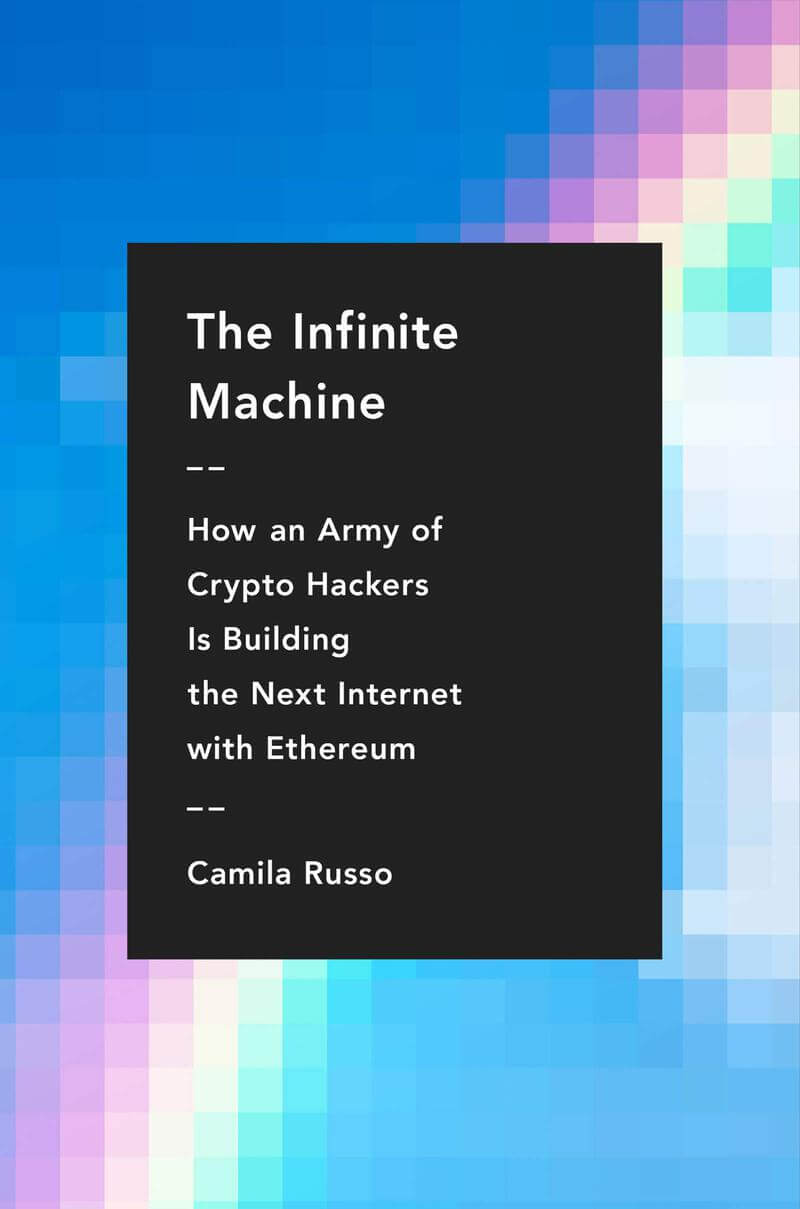 The Infinite
Machine
––
How an Army of
Crypto Hackers
Is Building
the Next Internet
with Ethereum
––
Camila Russo